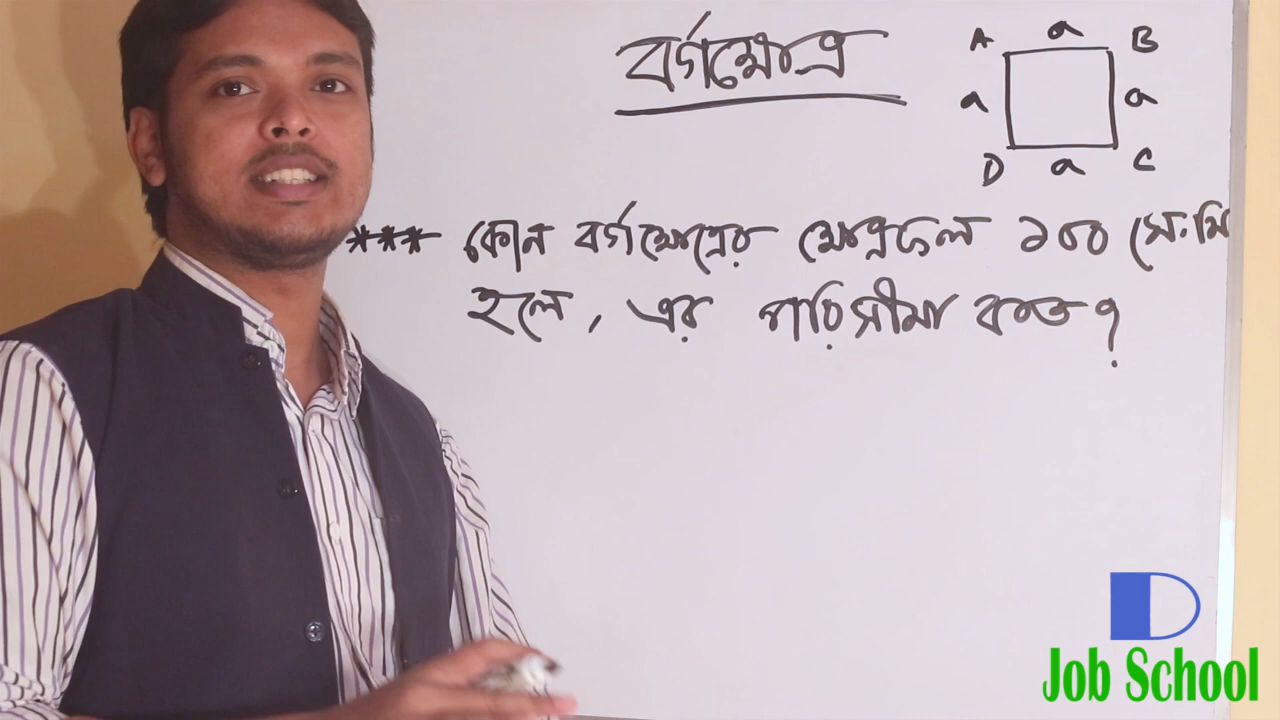 বর্গক্ষেত্র
A a B
a a
D a C
*** কোন বর্গক্ষেত্রের ক্ষেত্রফল ১০০ সে.মি
হলে, এর পরিসীমা কত?
D
Job School